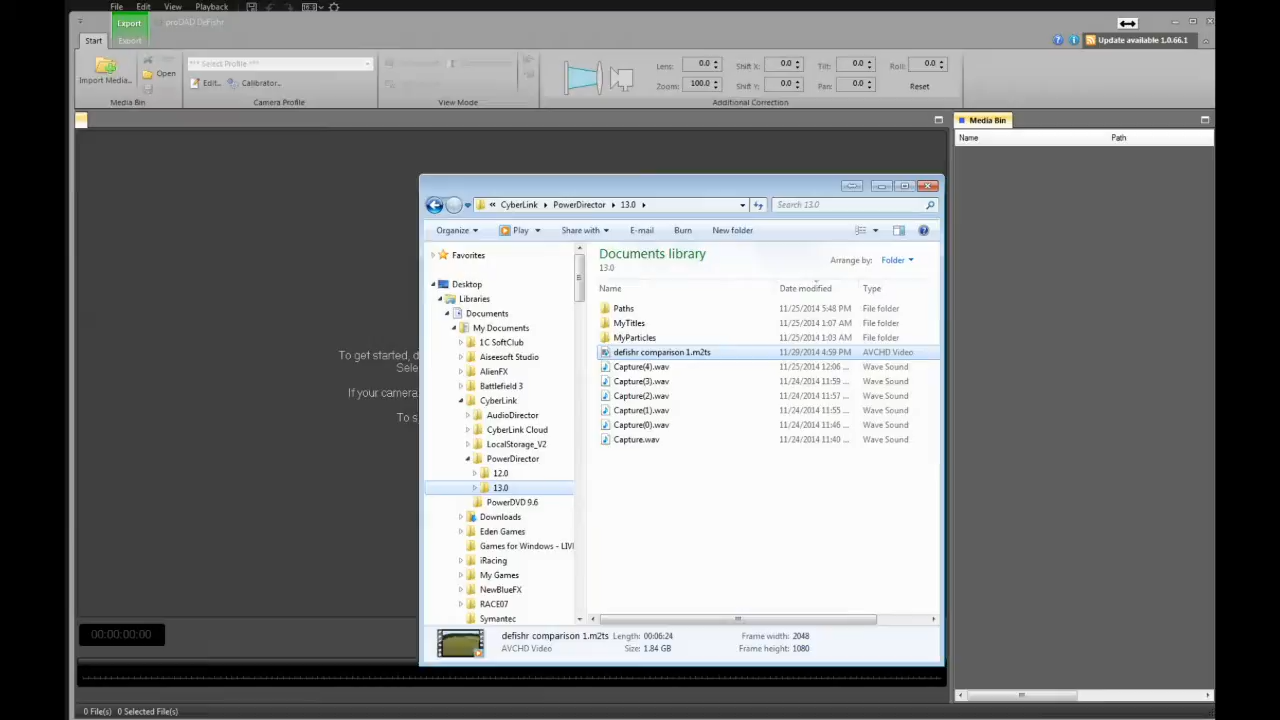 File Edit View Playback
Export proDAD DeFishr
Start Export
Update available 1.0.66.1
Import Media.. Open
*** Select Profile ***
Edit.. Calibrator..
Lens: 0.0 Shift X: 0.0 Tilt: 0.0 Roll: 0.0
Zoom: 100.0 Shift Y: 0.0 Pan: 0.0 Reset
Media Bin Camera Profile View Mode Additional Correction
Media Bin
Name Path
CyberLink PowerDirector 13.0 Search 13.0
Organize Play Share with E-mail Burn New folder
Favorites
Desktop
Libraries
Documents
My Documents
1C SoftClub
Aiseesoft Studio
AlienFX
Battlefield 3
CyberLink
AudioDirector
CyberLink Cloud
LocalStorage_V2
PowerDirector
12.0
13.0
PowerDVD 9.6
Downloads
Eden Games
Games for Windows - LIV
iRacing
My Games
NewBlueFX
RACE07
Symantec
Documents library
13.0
Arrange by: Folder
Name Date modified Type
Paths 11/25/2014 5:48 PM File folder
MyTitles 11/25/2014 1:07 AM File folder
MyParticles 11/25/2014 1:03 AM File folder
defishr comparison 1.m2ts 11/29/2014 4:59 PM AVCHD Video
Capture(4).wav 11/25/2014 12:06 ... Wave Sound
Capture(3).wav 11/24/2014 11:59 ... Wave Sound
Capture(2).wav 11/24/2014 11:57 ... Wave Sound
Capture(1).wav 11/24/2014 11:55 ... Wave Sound
Capture(0).wav 11/24/2014 11:46 ... Wave Sound
Capture.wav 11/24/2014 11:40 ... Wave Sound
defishr comparison 1.m2ts Length: 00:06:24 Frame width: 2048
AVCHD Video Size: 1.84 GB Frame height: 1080
To get started, d
Sele
If your camera
To s
00:00:00:00
0 File(s) 0 Selected File(s)